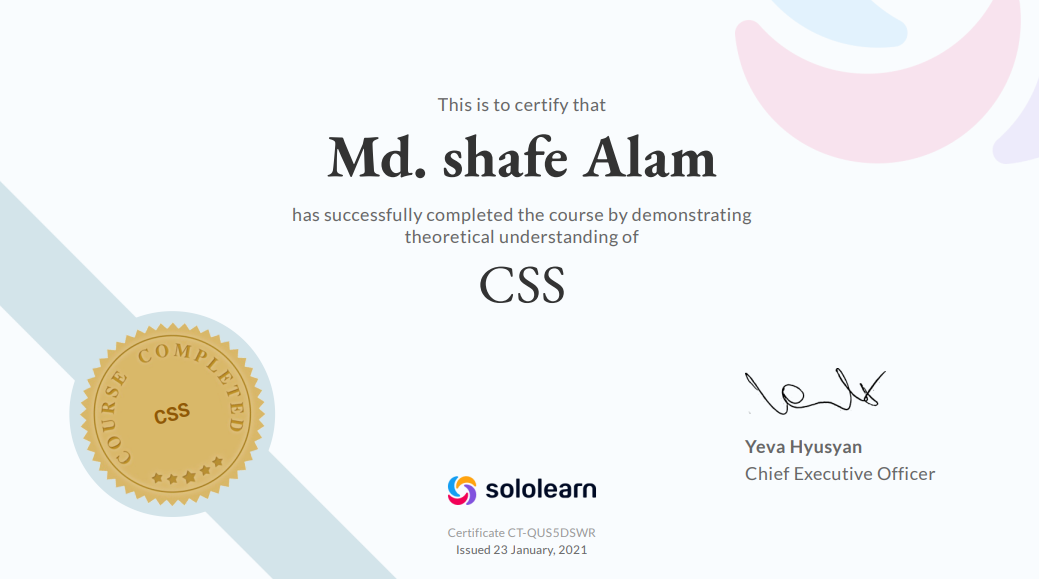 This is to certify that
Md. shafe Alam
has successfully completed the course by demonstrating
theoretical understanding of
CSS
COURSE COMPLETED
CSS
Yeva Hyusyan
Chief Executive Officer
sololearn
Certificate CT-QUS5DSWR
Issued 23 January, 2021